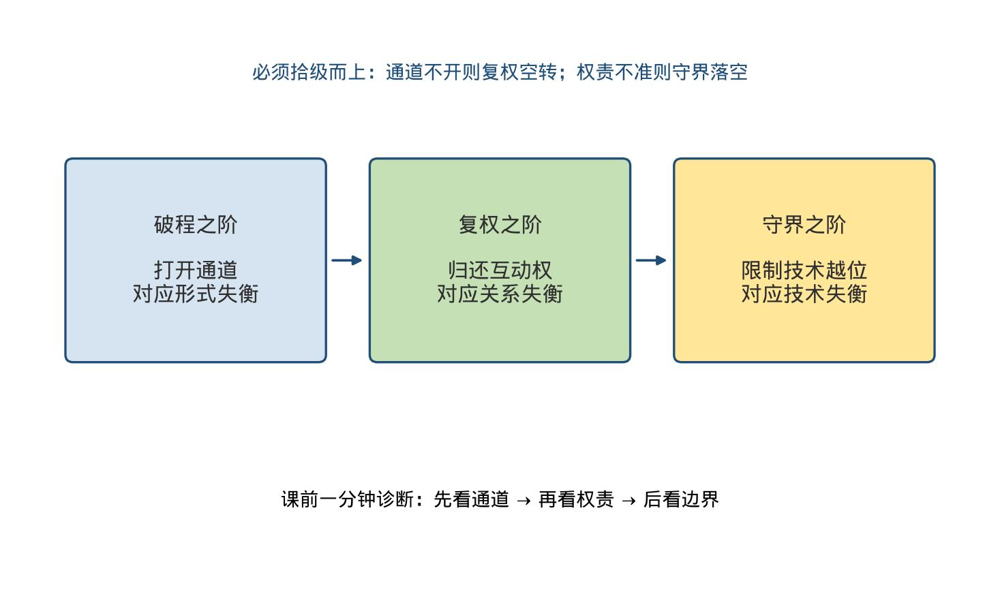 必须拾级而上：通道不开则复权空转；权责不准则守界落空
破程之阶
打开通道
对应形式失衡
复权之阶
归还互动权
对应关系失衡
守界之阶
限制技术越位
对应技术失衡
课前一分钟诊断：先看通道 → 再看权责 → 后看边界